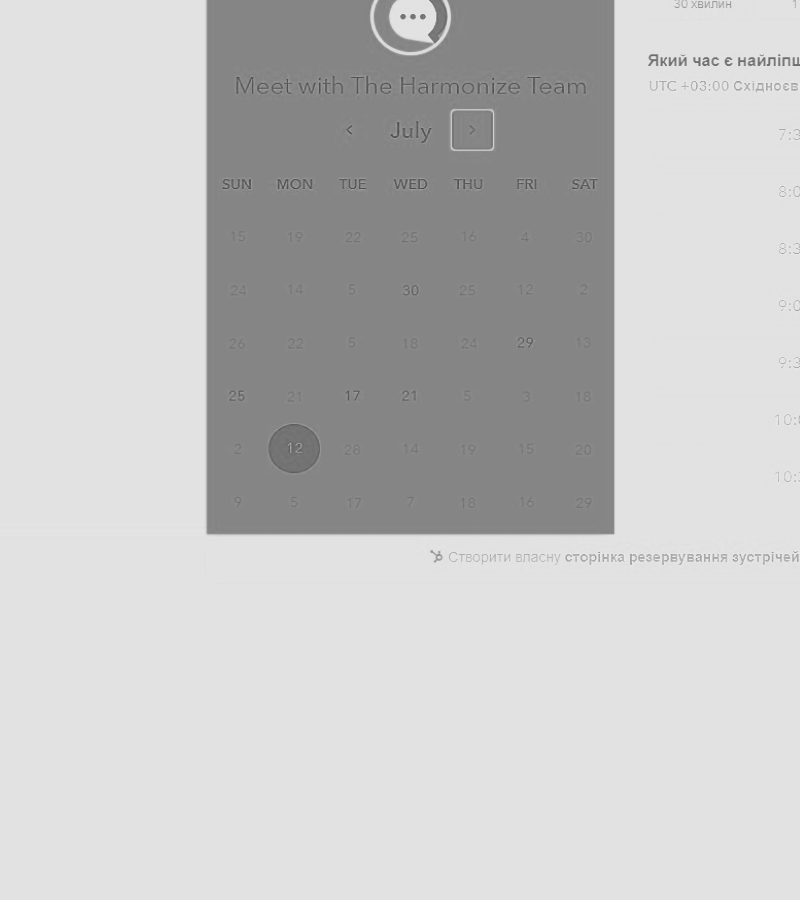 30 хвилин
Meet with The Harmonize Team
July
SUN MON TUE WED THU FRI SAT
15 19 22 25 16 4 30
24 14 5 30 25 12 2
26 22 5 18 24 29 13
25 21 17 21 5 3 18
2 12 28 14 19 15 20
9 5 17 7 18 16 29
Який час є найліпш
UTC +03:00 Східноєв
7:3
8:0
8:3
9:0
9:3
10:
10:
Створити власну сторінка резервування зустрічей